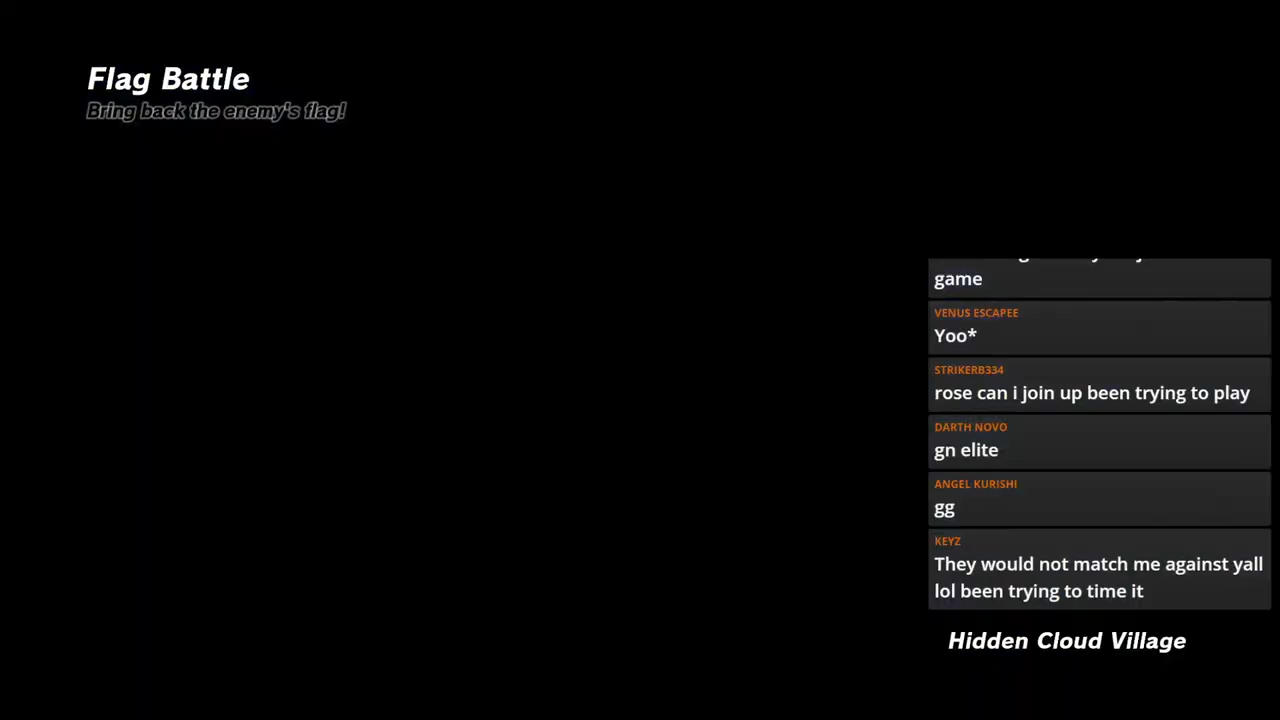 Flag Battle
Bring back the enemy's flag!
game
VENUS ESCAPEE
Yoo*
STRIKERB334
rose can i join up been trying to play
DARTH NOVO
gn elite
ANGEL KURISHI
gg
KEYZ
They would not match me against yall
lol been trying to time it
Hidden Cloud Village